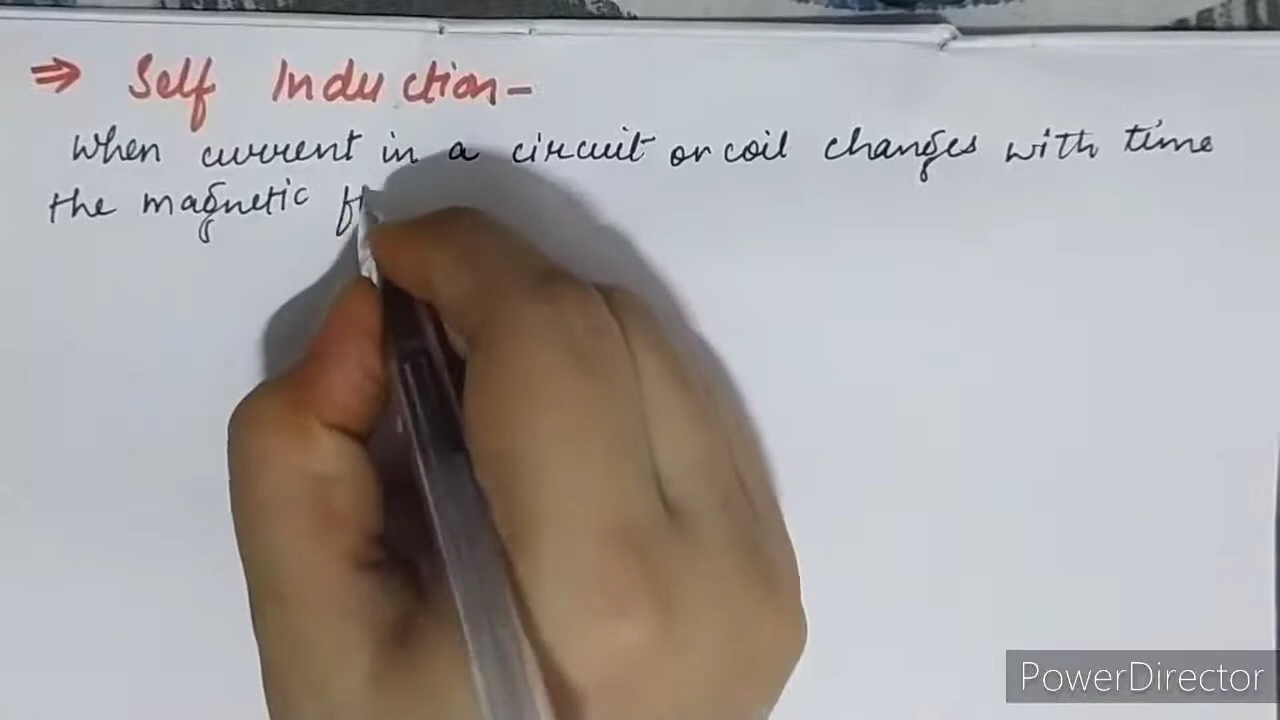 ⇒ Self Induction-
When current in a circuit or coil changes with time
the magnetic
PowerDirector